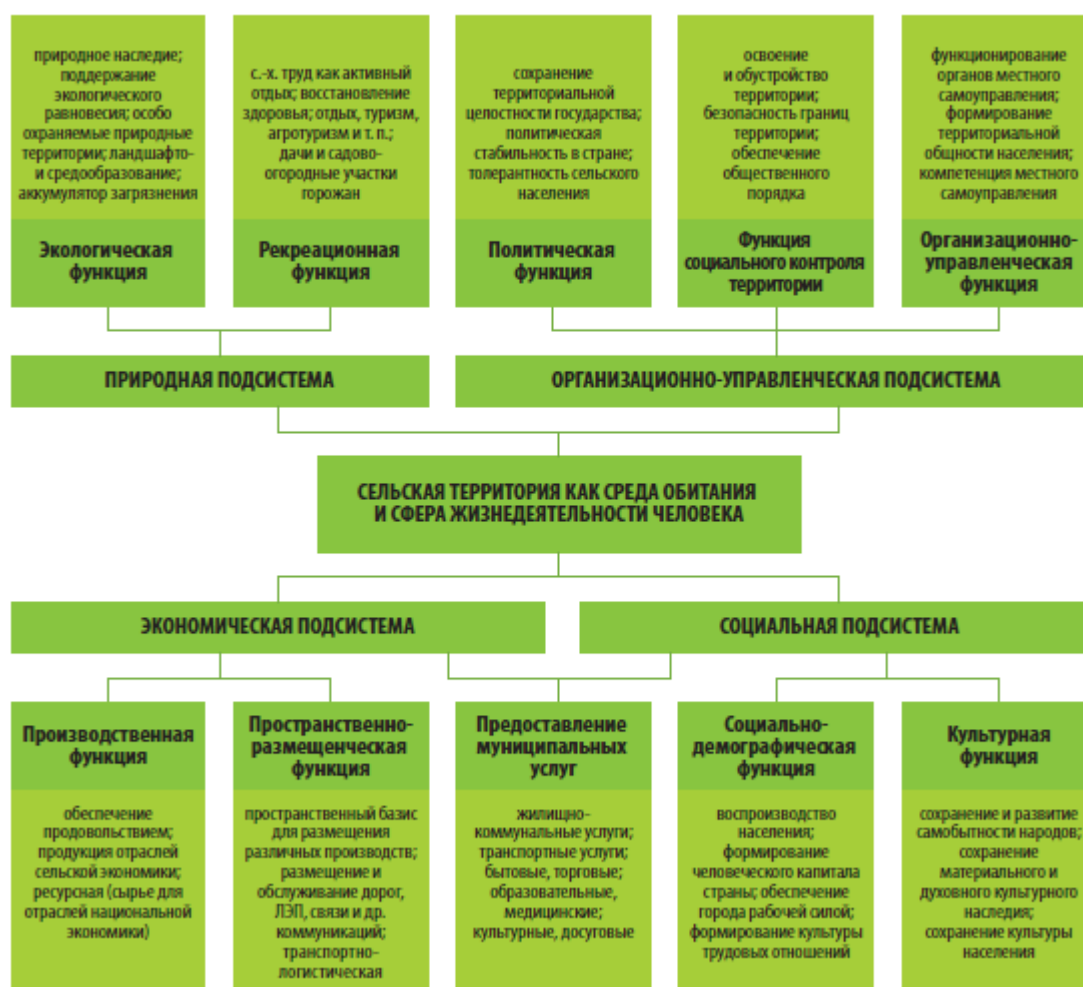 природное наследие;
поддержание
экологического
равновесия; особо
охраняемые природные
территории; ландшафто-
и средообразование;
аккумулятор загрязнения
Экологическая
функция
с.-х. труд как активный
отдых; восстановление
здоровья; отдых, туризм,
агротуризм и т. п.;
дачи и садово-
огородные участки
горожан
Рекреационная
функция
сохранение
территориальной
целостности государства;
политическая
стабильность в стране;
толерантность сельского
населения
Политическая
функция
освоение
и обустройство
территории;
безопасность границ
территории;
обеспечение
общественного
порядка
Функция
социального контроля
территории
функционирование
органов местного
самоуправления;
формирование
территориальной
общности населения;
компетенция местного
самоуправления
Организационно-
управленческая
функция
ПРИРОДНАЯ ПОДСИСТЕМА
ОРГАНИЗАЦИОННО-УПРАВЛЕНЧЕСКАЯ ПОДСИСТЕМА
СЕЛЬСКАЯ ТЕРРИТОРИЯ КАК СРЕДА ОБИТАНИЯ
И СФЕРА ЖИЗНЕДЕЯТЕЛЬНОСТИ ЧЕЛОВЕКА
ЭКОНОМИЧЕСКАЯ ПОДСИСТЕМА
СОЦИАЛЬНАЯ ПОДСИСТЕМА
Производственная
функция
обеспечение
продовольствием;
продукция отраслей
сельской экономики;
ресурсная (сырье для
отраслей национальной
экономики)
Пространственно-
размещенческая
функция
пространственный базис
для размещения
различных производств;
размещение и
обслуживание дорог,
ЛЭП, связи и др.
коммуникаций;
транспортно-
логистическая
Предоставление
муниципальных
услуг
жилищно-
коммунальные услуги;
транспортные услуги;
бытовые, торговые;
образовательные,
медицинские;
культурные, досуговые
Социально-
демографическая
функция
воспроизводство
населения;
формирование
человеческого капитала
страны; обеспечение
города рабочей силой;
формирование культуры
трудовых отношений
Культурная
функция
сохранение и развитие
самобытности народов;
сохранение
материального и
духовного культурного
наследия;
сохранение культуры
населения